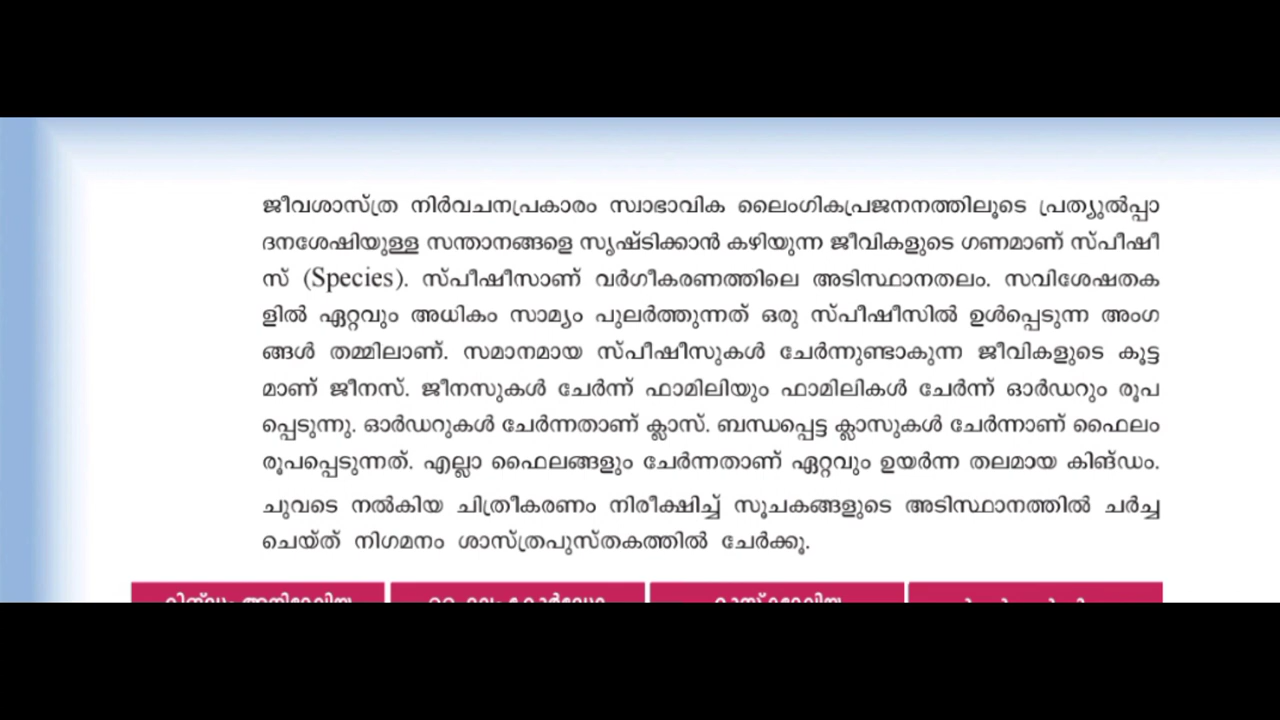 ജീവശാസ്ത്ര നിർവചനപ്രകാരം സ്വാഭാവിക ലൈംഗികപ്രജനനത്തിലൂടെ പ്രത്യുൽപ്പാ
ദനശേഷിയുള്ള സന്താനങ്ങളെ സൃഷ്ടിക്കാൻ കഴിയുന്ന ജീവികളുടെ ഗണമാണ് സ്പീഷീ
സ് (Species). സ്പീഷീസാണ് വർഗീകരണത്തിലെ അടിസ്ഥാനതലം. സവിശേഷതക
ളിൽ ഏറ്റവും അധികം സാമ്യം പുലർത്തുന്നത് ഒരു സ്പീഷീസിൽ ഉൾപ്പെടുന്ന അംഗ
ങ്ങൾ തമ്മിലാണ്. സമാനമായ സ്പീഷീസുകൾ ചേർന്നുണ്ടാകുന്ന ജീവികളുടെ കൂട്ട
മാണ് ജീനസ്. ജീനസുകൾ ചേർന്ന് ഫാമിലിയും ഫാമിലികൾ ചേർന്ന് ഓർഡറും രൂപ
പ്പെടുന്നു. ഓർഡറുകൾ ചേർന്നതാണ് ക്ലാസ്. ബന്ധപ്പെട്ട ക്ലാസുകൾ ചേർന്നാണ് ഫൈലം
രൂപപ്പെടുന്നത്. എല്ലാ ഫൈലങ്ങളും ചേർന്നതാണ് ഏറ്റവും ഉയർന്ന തലമായ കിങ്ഡം.
ചുവടെ നൽകിയ ചിത്രീകരണം നിരീക്ഷിച്ച് സൂചകങ്ങളുടെ അടിസ്ഥാനത്തിൽ ചർച്ച
ചെയ്ത് നിഗമനം ശാസ്ത്രപുസ്തകത്തിൽ ചേർക്കൂ.